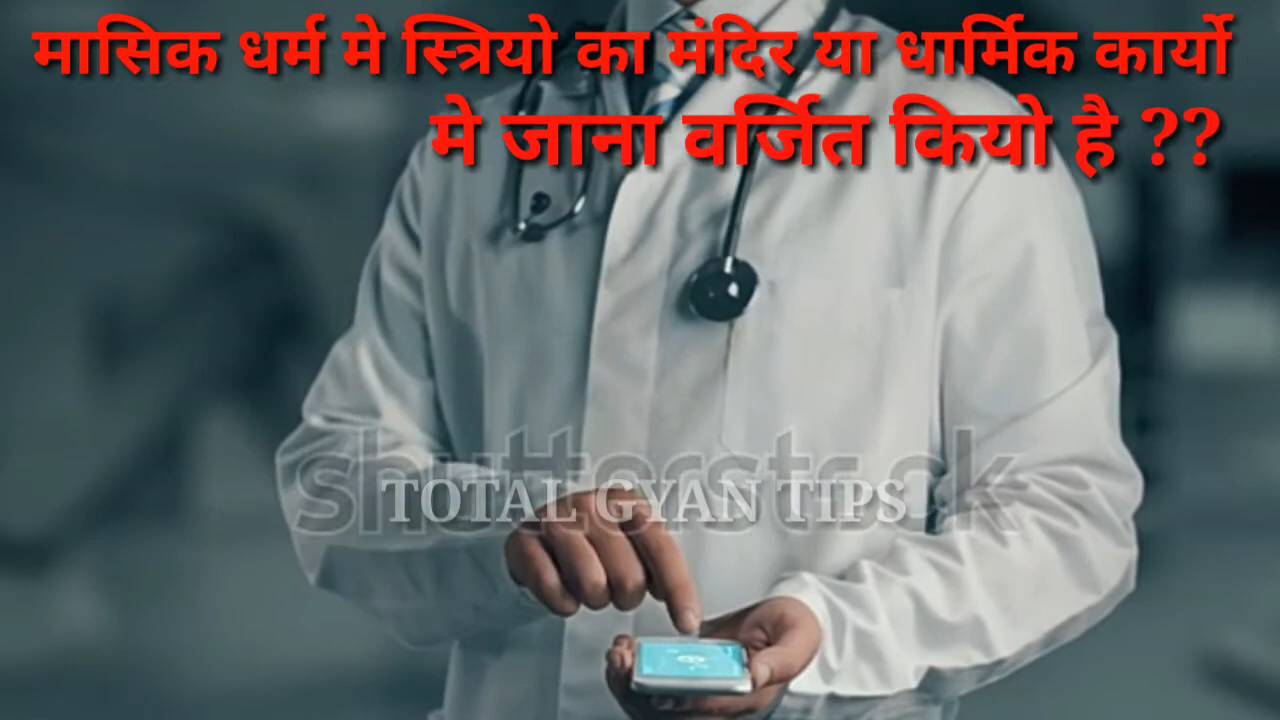 मासिक धर्म मे स्त्रियो का मंदिर या धार्मिक कार्यो
मे जाना वर्जित कियो है ??
shutterstock
TOTAL GYAN TIPS